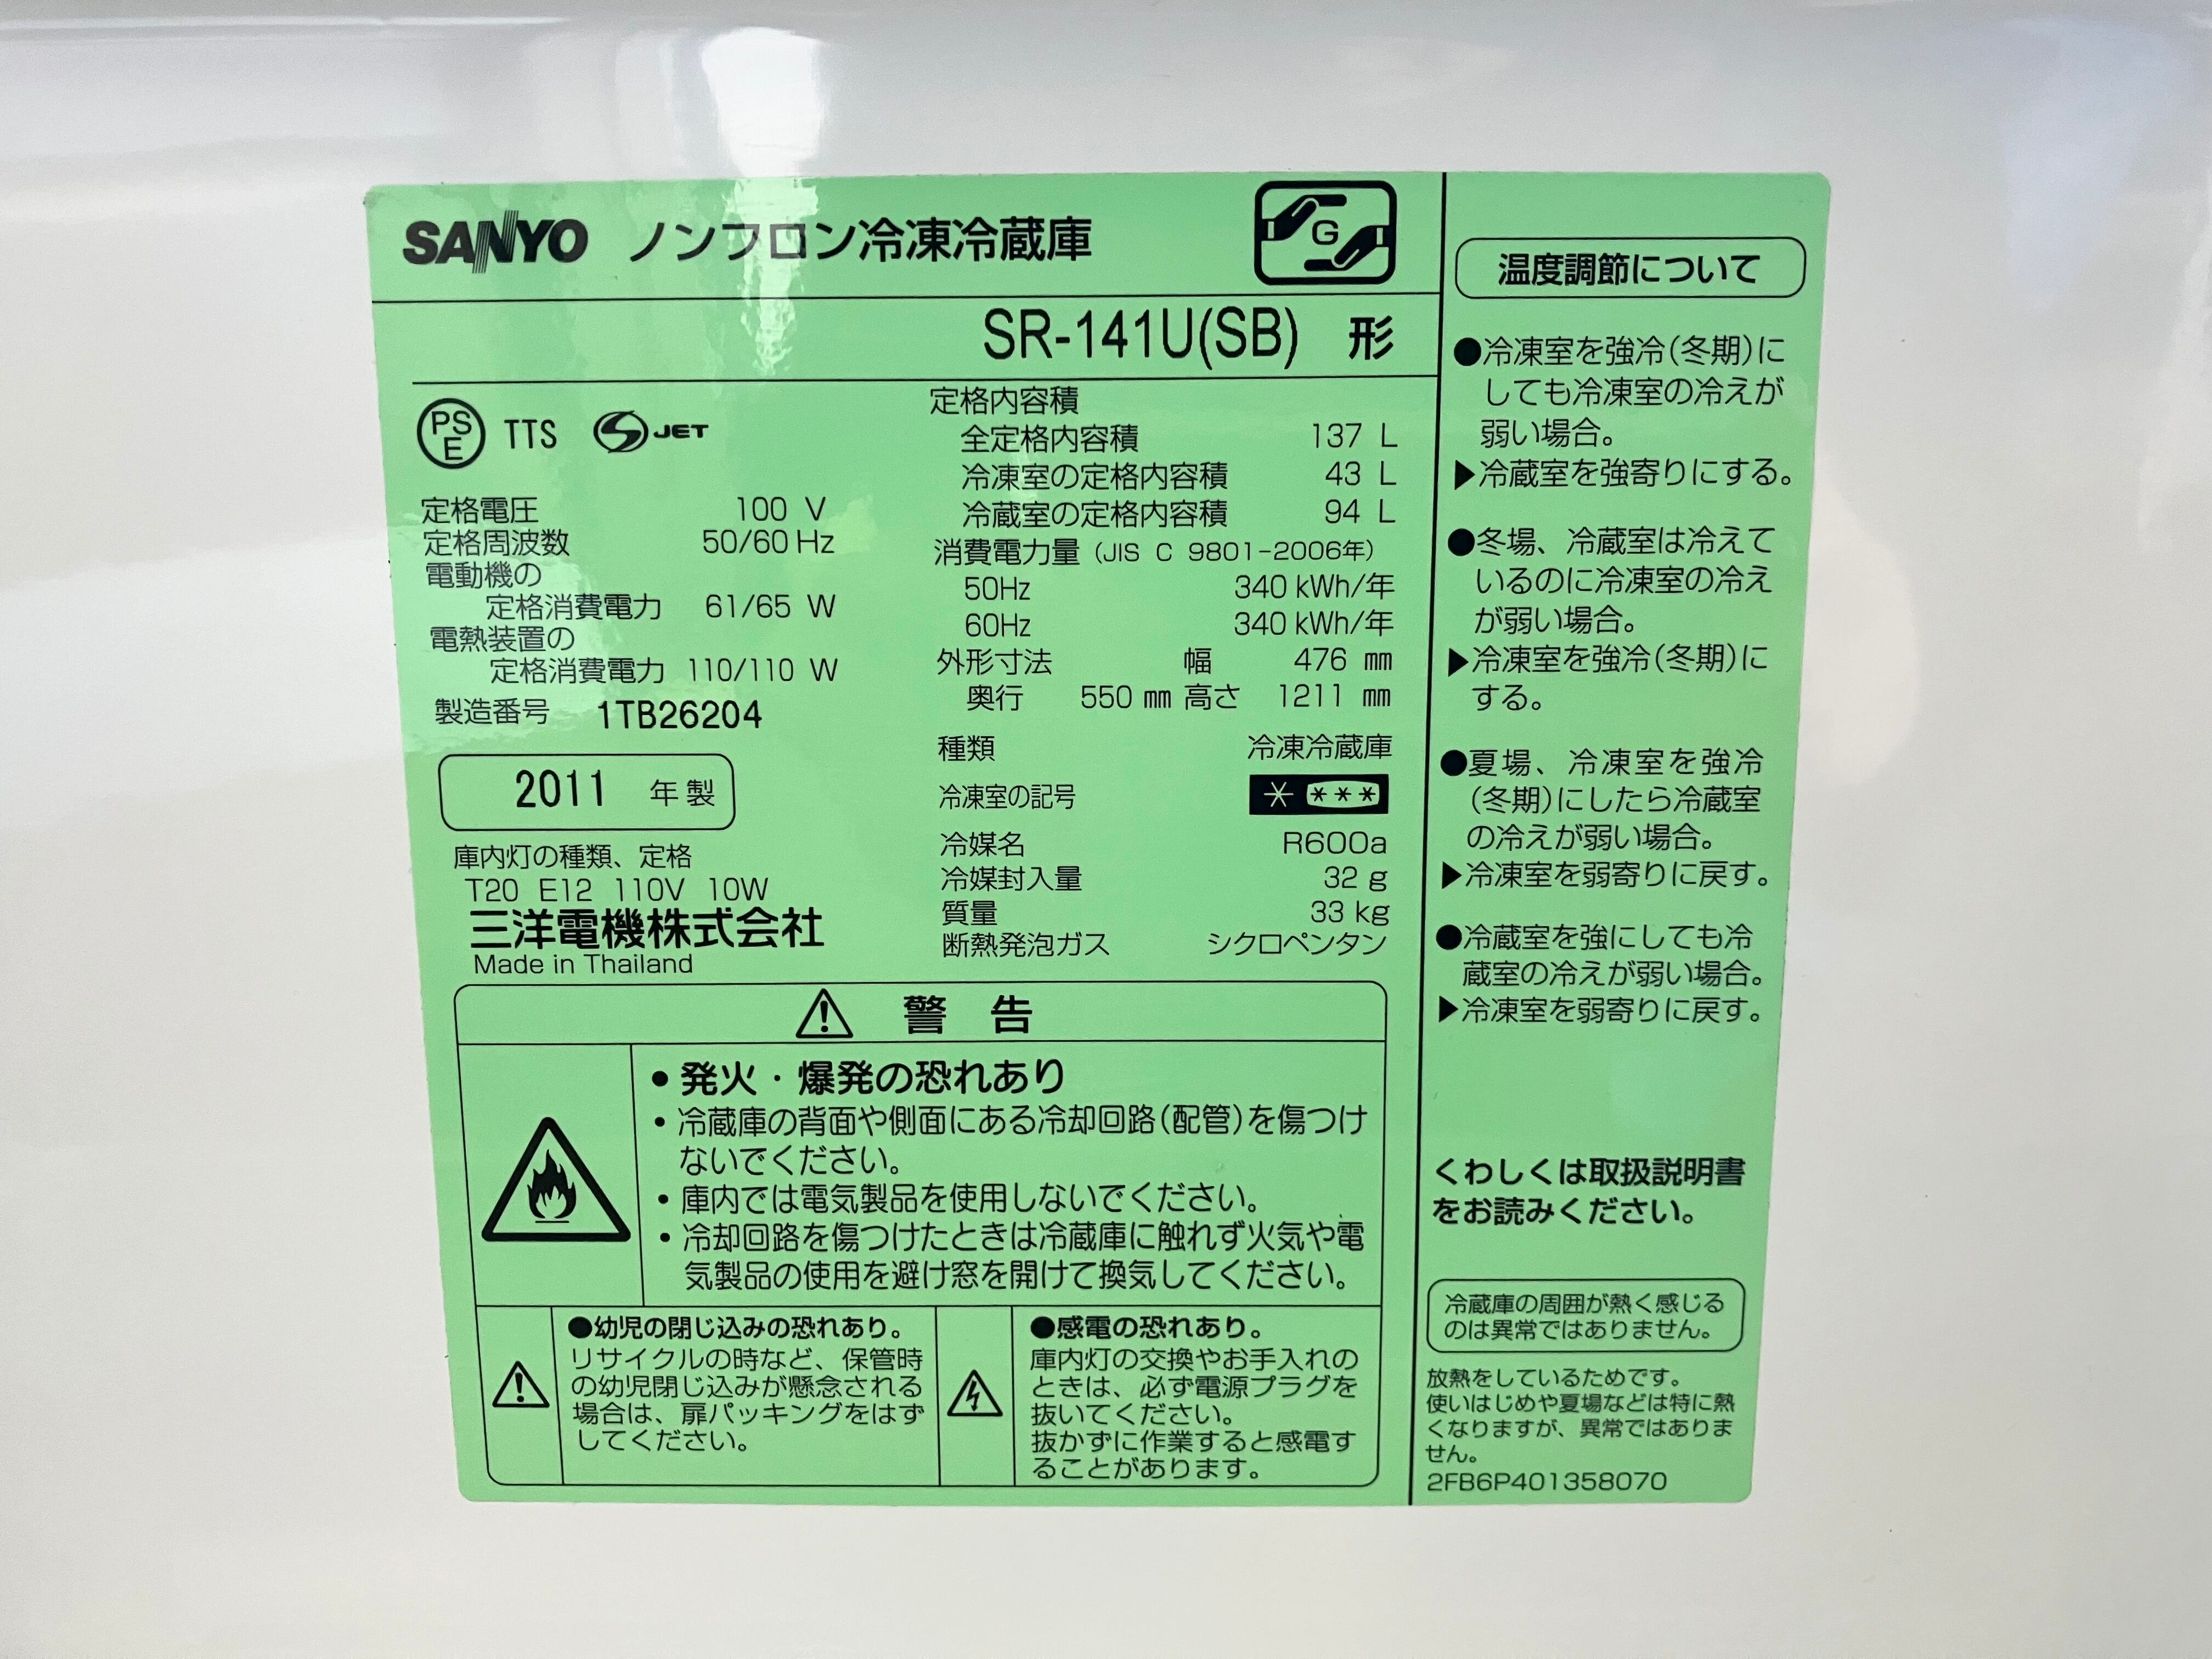 SANYO ノンフロン冷凍冷蔵庫
G
SR-141U(SB) 形
PS
E
TTS
S JET
定格電圧 100 V
定格周波数 50/60 Hz
電動機の
定格消費電力 61/65 W
電熱装置の
定格消費電力 110/110 W
製造番号 1TB26204
2011 年製
庫内灯の種類、定格
T20 E12 110V 10W
三洋電機株式会社
Made in Thailand
定格内容積
全定格内容積 137 L
冷凍室の定格内容積 43 L
冷蔵室の定格内容積 94 L
消費電力量 (JIS C 9801-2006年)
50Hz 340 kWh/年
60Hz 340 kWh/年
外形寸法 幅 476 mm
奥行 550 mm 高さ 1211 mm
種類 冷凍冷蔵庫
冷凍室の記号 * ***
冷媒名 R600a
冷媒封入量 32 g
質量 33 kg
断熱発泡ガス シクロペンタン
警告
•発火・爆発の恐れあり
•冷蔵庫の背面や側面にある冷却回路(配管)を傷つけ
ないでください。
•庫内では電気製品を使用しないでください。
•冷却回路を傷つけたときは冷蔵庫に触れず火気や電
気製品の使用を避け窓を開けて換気してください。
●幼児の閉じ込みの恐れあり。
リサイクルの時など、保管時
の幼児閉じ込みが懸念される
場合は、扉パッキングをはず
してください。
●感電の恐れあり。
庫内灯の交換やお手入れの
ときは、必ず電源プラグを
抜いてください。
抜かずに作業すると感電す
ることがあります。
温度調節について
●冷凍室を強冷(冬期)に
しても冷凍室の冷えが
弱い場合。
▶冷蔵室を強寄りにする。
●冬場、冷蔵室は冷えて
いるのに冷凍室の冷え
が弱い場合。
▶冷凍室を強冷(冬期)に
する。
●夏場、冷凍室を強冷
(冬期)にしたら冷蔵室
の冷えが弱い場合。
▶冷凍室を弱寄りに戻す。
●冷蔵室を強にしても冷
蔵室の冷えが弱い場合。
▶冷凍室を弱寄りに戻す。
くわしくは取扱説明書
をお読みください。
冷蔵庫の周囲が熱く感じる
のは異常ではありません。
放熱をしているためです。
使いはじめや夏場などは特に熱
くなりますが、異常ではありま
せん。
2FB6P401358070